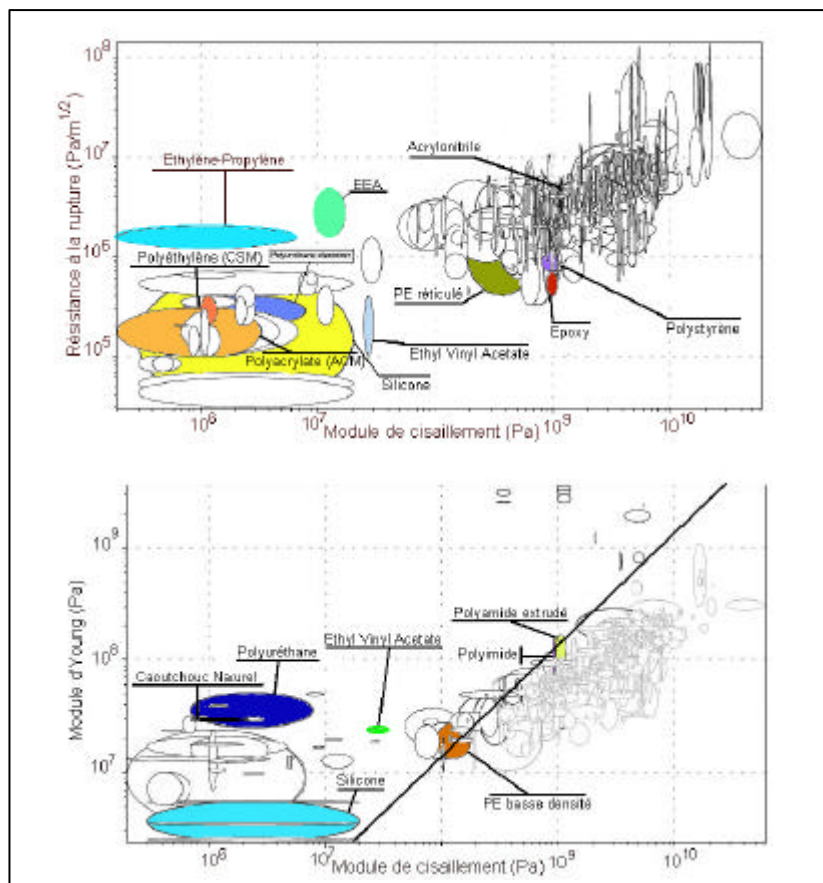 10⁸
Résistance à la rupture (Pa/m^1/2)
10⁷
10⁶
10⁵
Ethylène-Propylène
EEA
Acrylonitrile
Polyéthylène (CSM)
PE réticulé
Epoxy
Polystyrène
Polyacrylate (ACM)
Ethyl Vinyl Acetate
Silicone
10⁶ 10⁷ Module de cisaillement (Pa) 10⁹ 10¹⁰
Module d'Young (Pa)
10⁹
10⁸
10⁷
Polyamide extrudé
Ethyl Vinyl Acetate
Polyuréthane
Polyimide
Caoutchouc Naturel
Silicone
PE basse densité
10⁶ 10⁷ Module de cisaillement (Pa) 10⁹ 10¹⁰